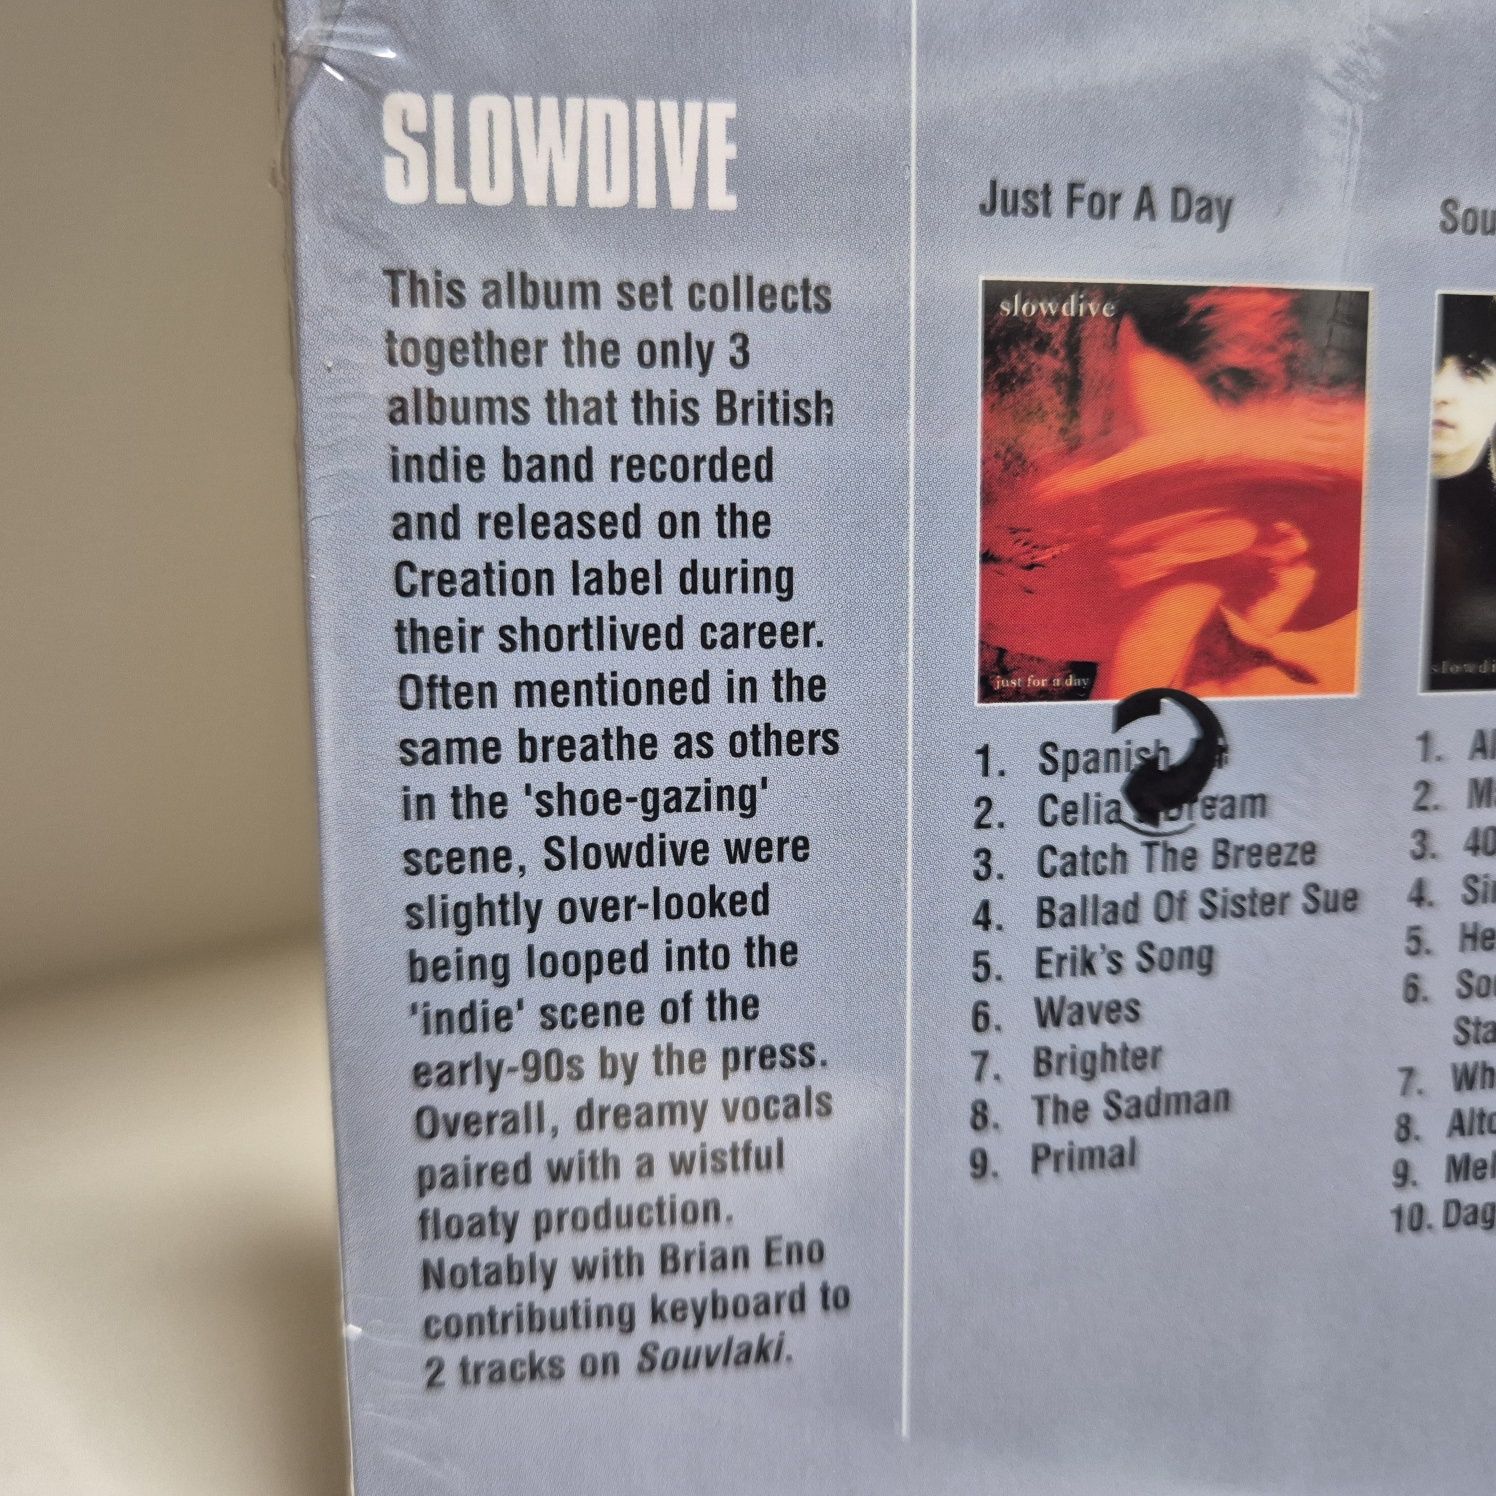 SLOWDIVE
This album set collects
together the only 3
albums that this British
indie band recorded
and released on the
Creation label during
their shortlived career.
Often mentioned in the
same breathe as others
in the 'shoe-gazing'
scene, Slowdive were
slightly over-looked
being looped into the
'indie' scene of the
early-90s by the press.
Overall, dreamy vocals
paired with a wistful
floaty production.
Notably with Brian Eno
contributing keyboard to
2 tracks on Souvlaki.
Just For A Day
slowdive
just for a day
1. Spanish
2. Celia's Dream
3. Catch The Breeze
4. Ballad Of Sister Sue
5. Erik's Song
6. Waves
7. Brighter
8. The Sadman
9. Primal
1.
2.
3. 40
4.
5.
6.
7.
8.
9.
10.